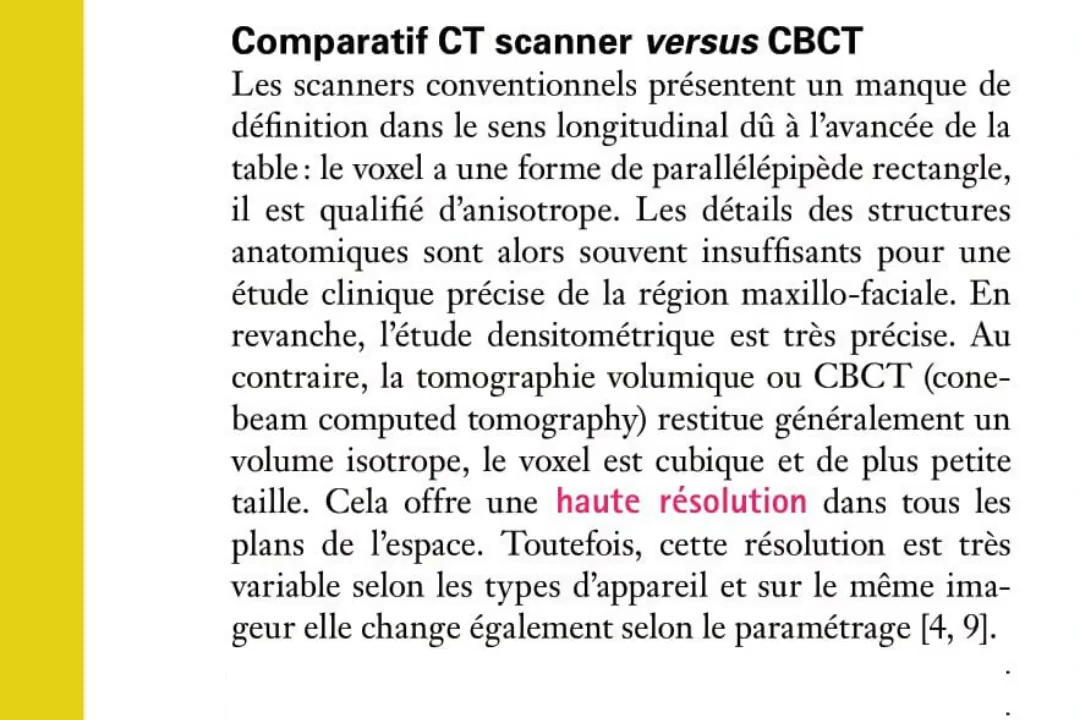 Comparatif CT scanner versus CBCT
Les scanners conventionnels présentent un manque de
définition dans le sens longitudinal dû à l'avancée de la
table : le voxel a une forme de parallélépipède rectangle,
il est qualifié d'anisotrope. Les détails des structures
anatomiques sont alors souvent insuffisants pour une
étude clinique précise de la région maxillo-faciale. En
revanche, l'étude densitométrique est très précise. Au
contraire, la tomographie volumique ou CBCT (cone-
beam computed tomography) restitue généralement un
volume isotrope, le voxel est cubique et de plus petite
taille. Cela offre une haute résolution dans tous les
plans de l'espace. Toutefois, cette résolution est très
variable selon les types d'appareil et sur le même ima-
geur elle change également selon le paramétrage [4, 9].